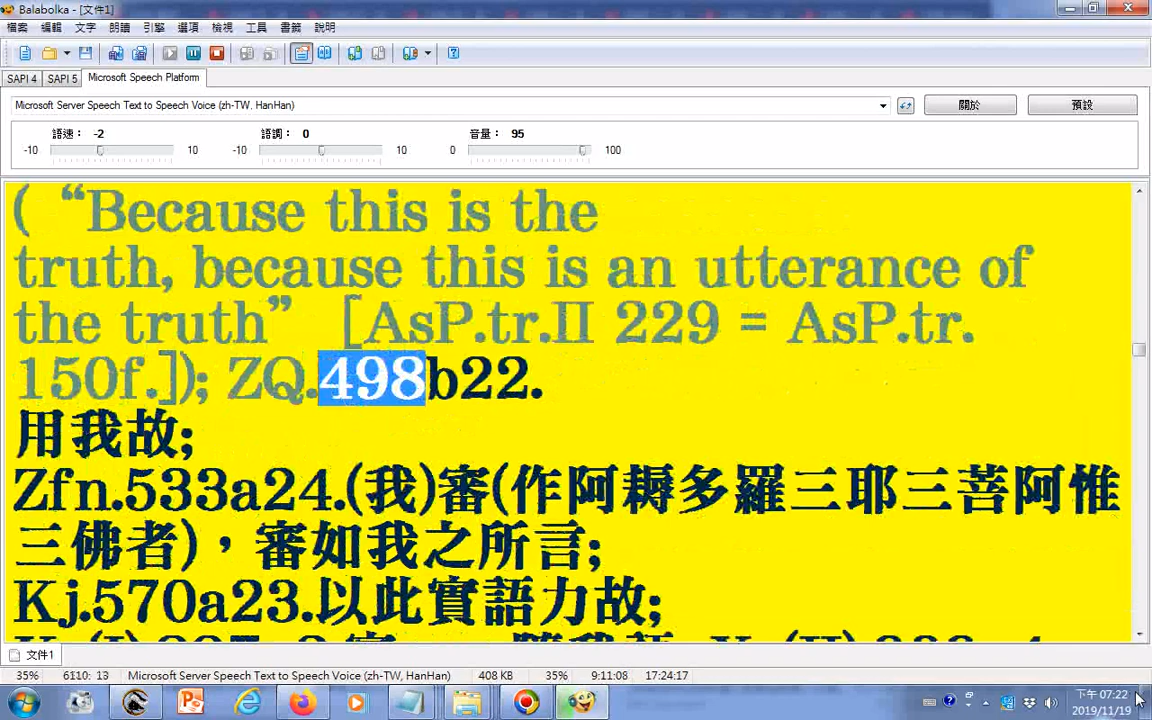 Balabolka - [文件1]
檔案 編輯 文字 朗讀 引擎 選項 檢視 工具 書籤 說明
SAPI 4 SAPI 5 Microsoft Speech Platform
Microsoft Server Speech Text to Speech Voice (zh-TW, HanHan) 關於 預設
語速： -2 語調： 0 音量： 95
-10 10 -10 10 0 100
(“Because this is the
truth, because this is an utterance of
the truth” [AsP.tr.II 229 = AsP.tr.
150f.]); ZQ.498b22.
用我故;
Zfn.533a24.(我)審(作阿耨多羅三耶三菩阿惟
三佛者)，審如我之所言;
Kj.570a23.以此實語力故;
文件1
35% 6110: 13 Microsoft Server Speech Text to Speech Voice (zh-TW, HanHan) 408 KB 35% 9:11:08 17:24:17
下午 07:22
2019/11/19